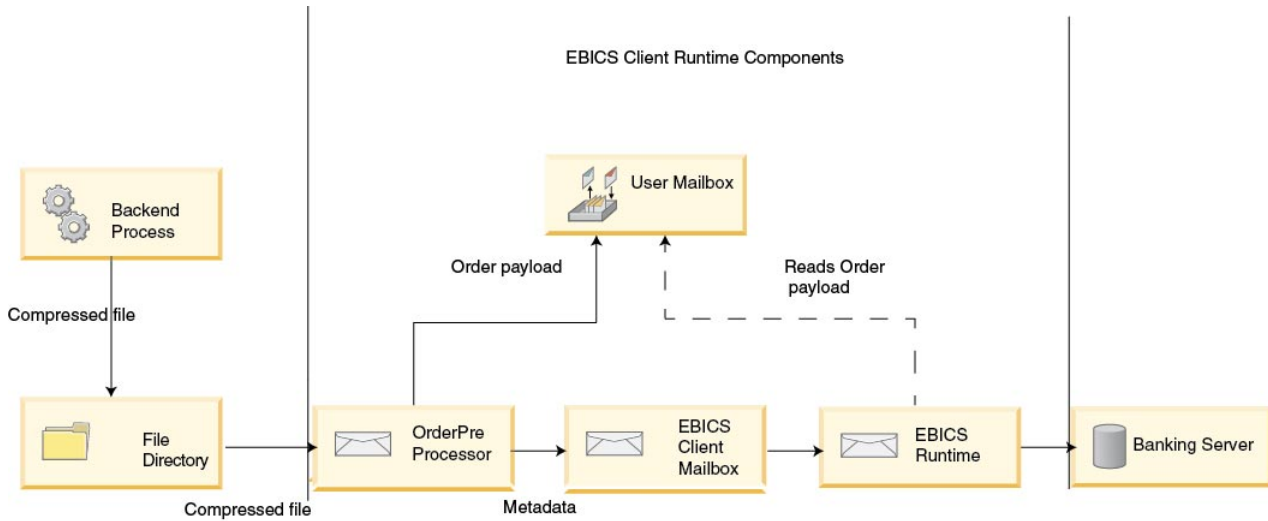 EBICS Client Runtime Components
User Mailbox
Backend
Process
Order payload
Reads Order
payload
Compressed file
File
Directory
OrderPre
Processor
EBICS
Client
Mailbox
EBICS
Runtime
Banking Server
Compressed file
Metadata